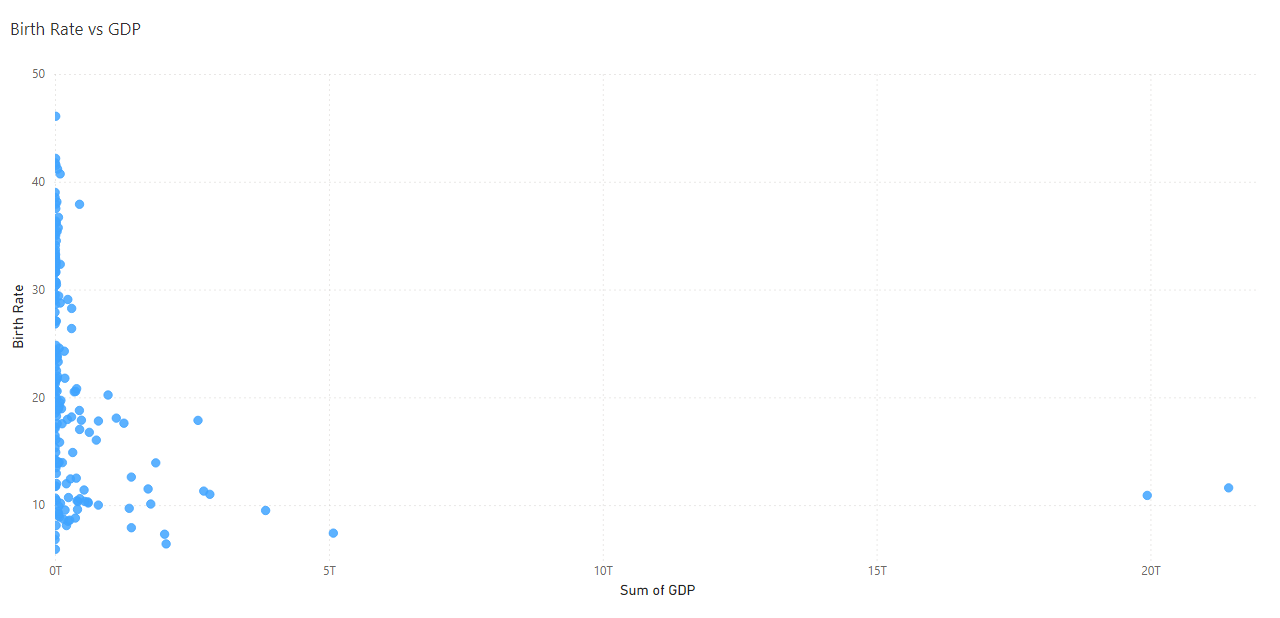 Birth Rate vs GDP
50
40
30
20
10
Birth Rate
0T 5T 10T 15T 20T
Sum of GDP